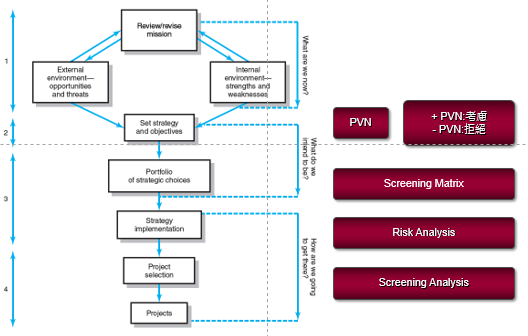 Review/revise
mission
External
environment—
opportunities
and threats
Internal
environment—
strengths and
weaknesses
What are we now?
1
Set strategy
and objectives
2
What do we
intend to be?
Portfolio
of strategic choices
3
Strategy
implementation
How are we going
to get there?
Project
selection
4
Projects
PVN
+ PVN:考慮
- PVN:拒絕
Screening Matrix
Risk Analysis
Screening Analysis